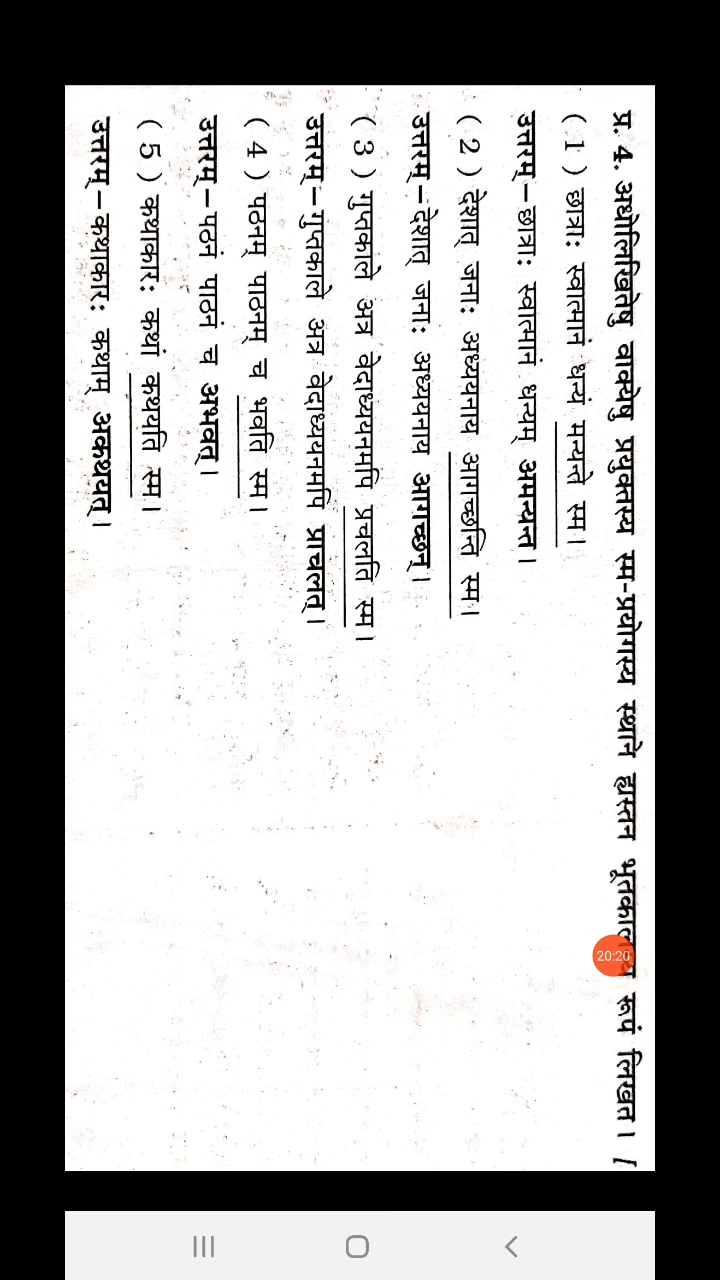 प्र. 4. अधोलिखितेषु वाक्येषु प्रयुक्तस्य स्म-प्रयोगस्य स्थाने ह्यस्तन भूतकालस्य रूपं लिखत। [
( 1 ) छात्राः स्वात्मानं धन्यं मन्यन्ते स्म।
उत्तरम् – छात्राः स्वात्मानं धन्यम् अमन्यन्त।
( 2 ) देशात् जनाः अध्ययनाय आगच्छन्ति स्म।
उत्तरम् – देशात् जनाः अध्ययनाय आगच्छन्।
( 3 ) गुप्तकाले अत्र वेदाध्ययनमपि प्रचलति स्म।
उत्तरम् – गुप्तकाले अत्र वेदाध्ययनमपि प्राचलत्।
( 4 ) पठनम् पाठनम् च भवति स्म।
उत्तरम् – पठनं पाठनं च अभवत्।
( 5 ) कथाकारः कथां कथयति स्म।
उत्तरम् – कथाकारः कथाम् अकथयत्।
20:20